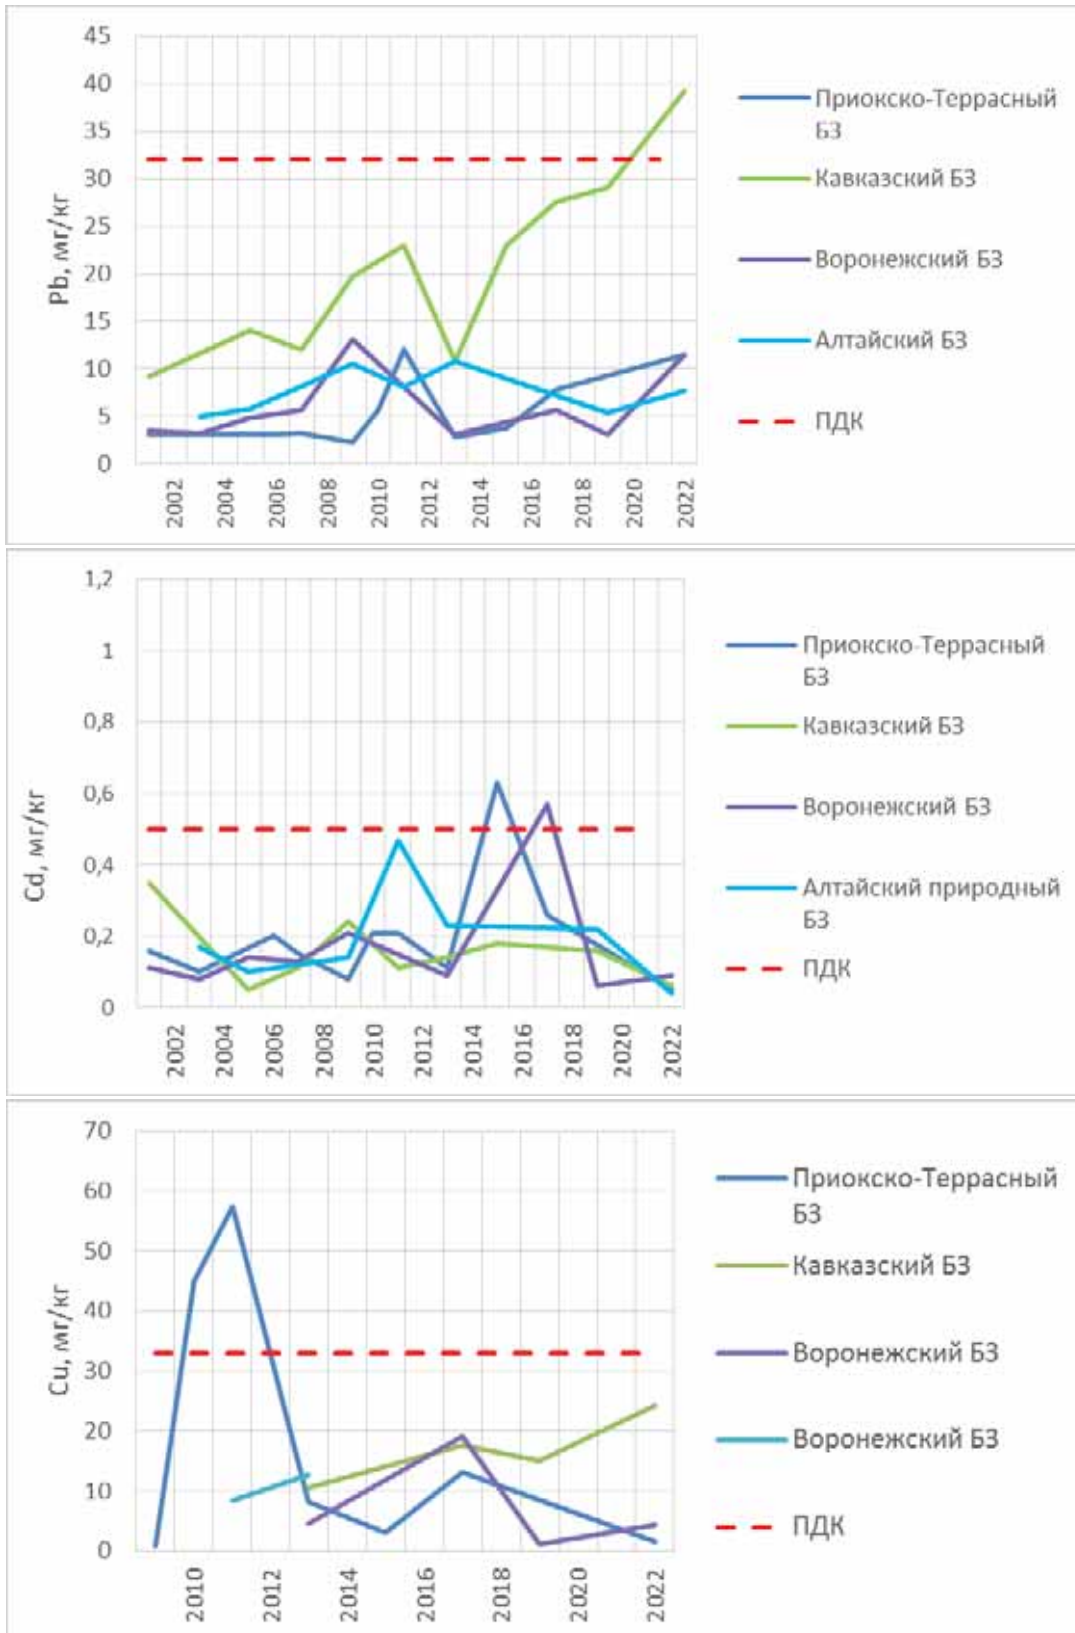 45
40
35
30
25
20
15
10
5
0
Pb, мг/кг
2002
2004
2006
2008
2010
2012
2014
2016
2018
2020
2022
Приокско-Террасный
БЗ
Кавказский БЗ
Воронежский БЗ
Алтайский БЗ
ПДК
1,2
1
0,8
0,6
0,4
0,2
0
Cd, мг/кг
2002
2004
2006
2008
2010
2012
2014
2016
2018
2020
2022
Приокско-Террасный
БЗ
Кавказский БЗ
Воронежский БЗ
Алтайский природный
БЗ
ПДК
70
60
50
40
30
20
10
0
Cu, мг/кг
2010
2012
2014
2016
2018
2020
2022
Приокско-Террасный
БЗ
Кавказский БЗ
Воронежский БЗ
Воронежский БЗ
ПДК